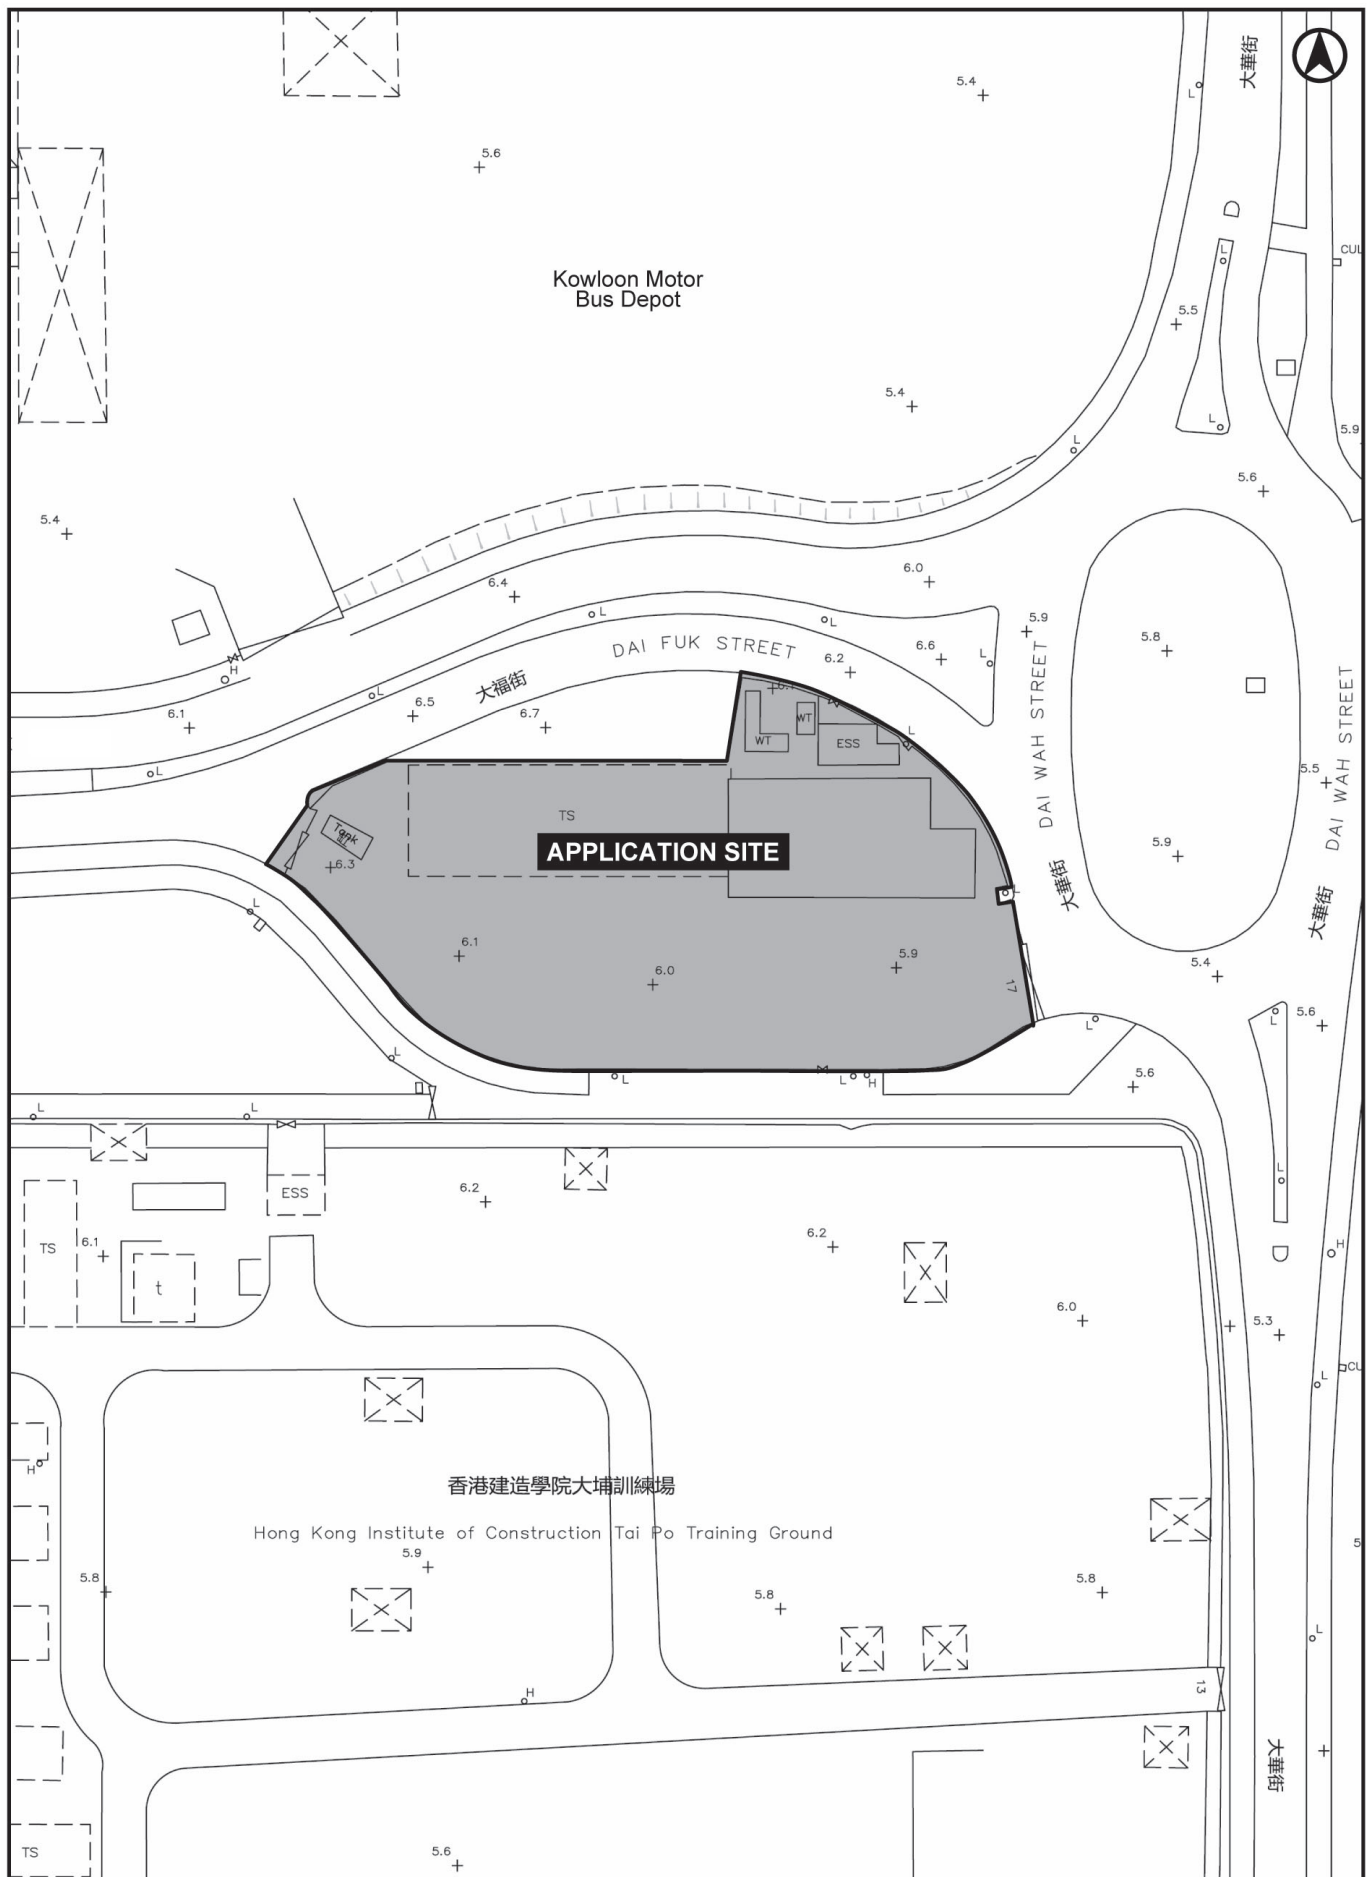 大華街
L
5.4
5.6
D
L
CUL
Kowloon Motor
Bus Depot
5.5
5.4
L
5.9
L
5.6
5.4
6.0
6.4
L
L
5.9
5.8
DAI FUK STREET
6.2
6.6
L
H
大福街
L
6.5
6.1
6.7
WT
WT
ESS
L
DAI WAH STREET
DAI WAH STREET
L
5.5
TS
Tank
APPLICATION SITE
5.9
6.3
大華街
大華街
L
L
6.1
6.0
5.9
17
5.4
L
L
5.6
L
L
L
H
5.6
L
L
ESS
6.2
L
TS
6.1
t
6.2
H
D
6.0
5.3
CU
L
香港建造學院大埔訓練場
H
Hong Kong Institute of Construction Tai Po Training Ground
5.9
5
5.8
5.8
5.8
L
H
13
大華街
TS
5.6